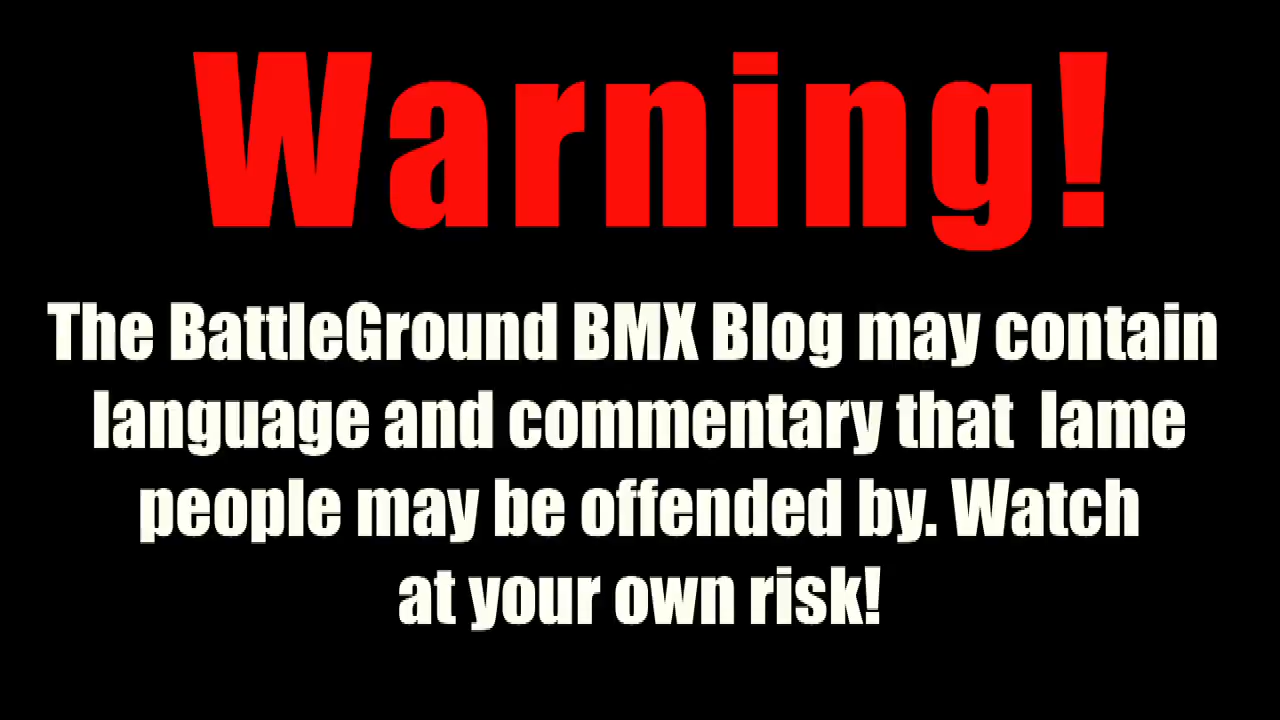 Warning!
The BattleGround BMX Blog may contain
language and commentary that  lame
people may be offended by. Watch
at your own risk!